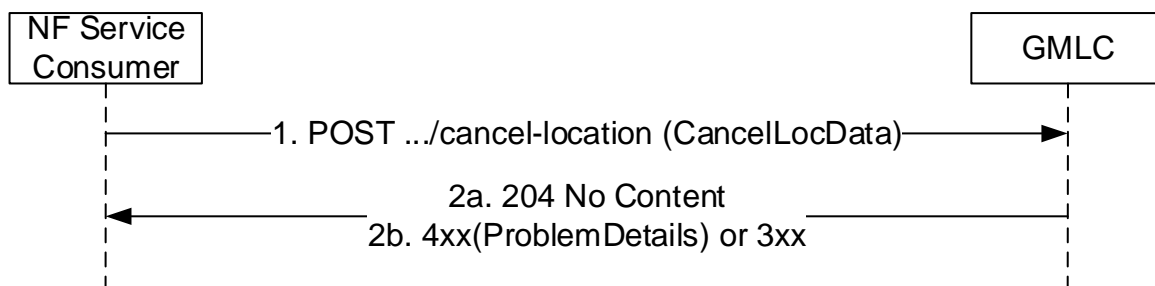 NF Service
Consumer
GMLC
1. POST .../cancel-location (CancelLocData)
2a. 204 No Content
2b. 4xx(ProblemDetails) or 3xx